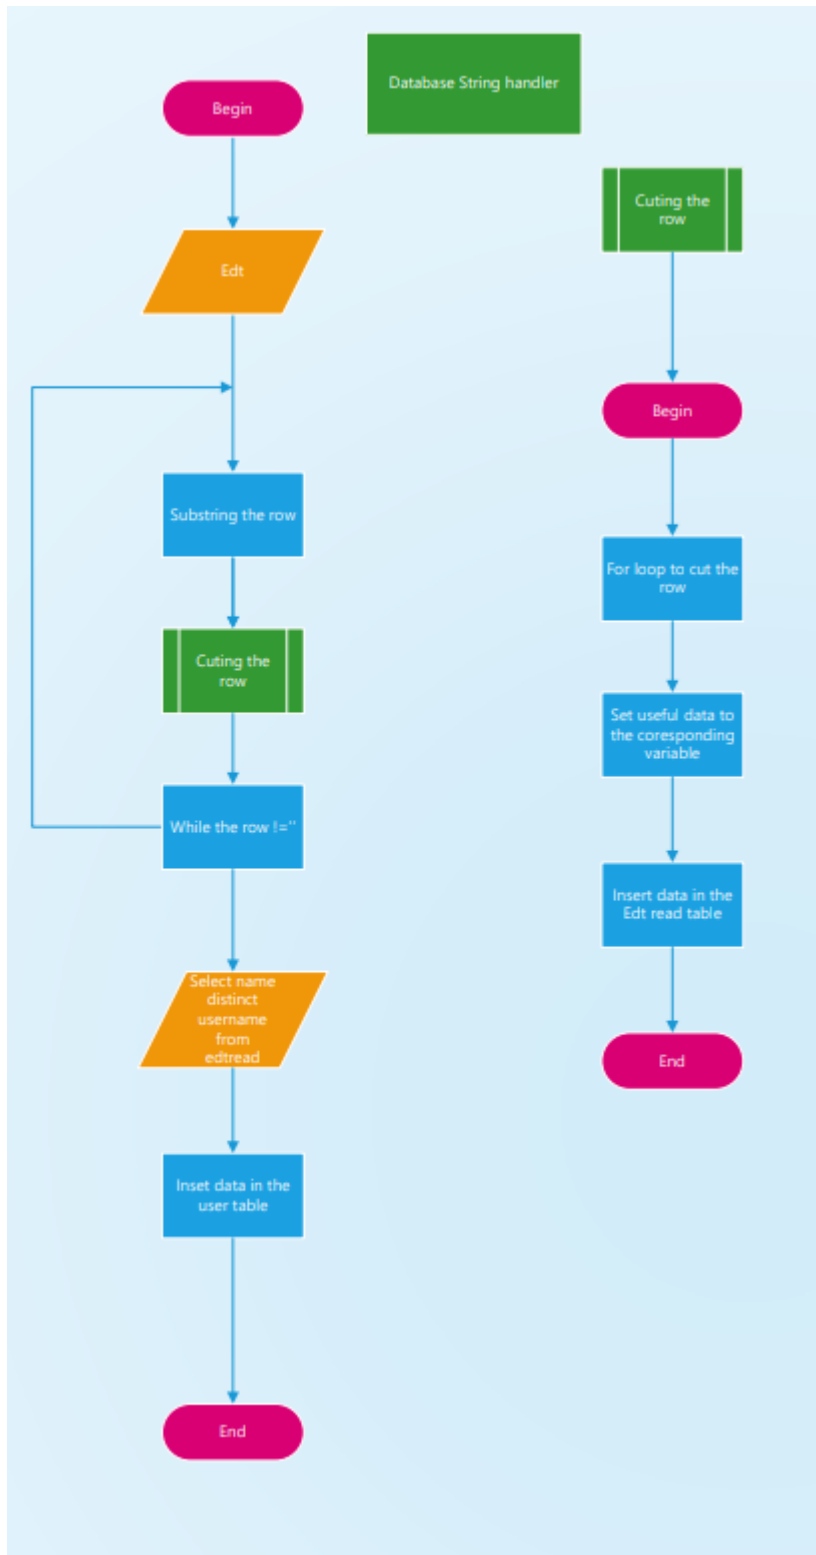 Database String handler
Begin
Edt
Substring the row
Cuting the
row
While the row !=''
Select name
distinct
username
from
edtread
Inset data in the
user table
End
Cuting the
row
Begin
For loop to cut the
row
Set useful data to
the coresponding
variable
Insert data in the
Edt read table
End